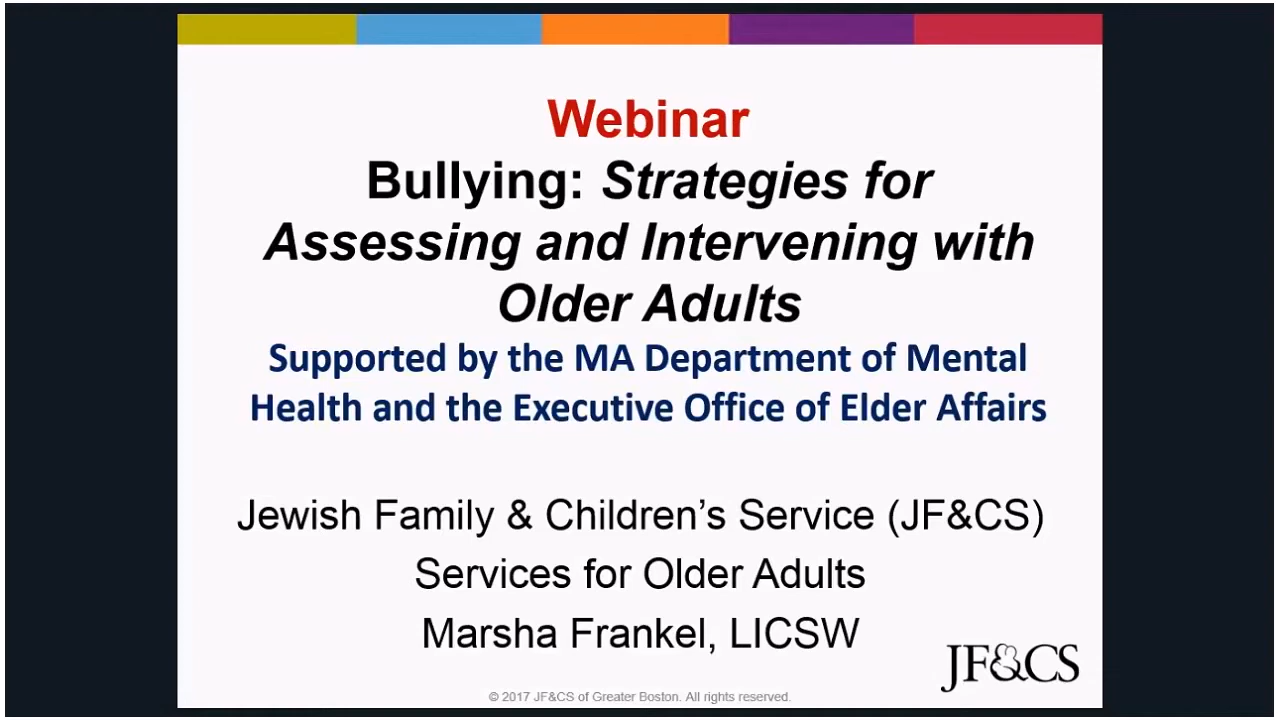 Webinar
Bullying: Strategies for
Assessing and Intervening with
Older Adults
Supported by the MA Department of Mental
Health and the Executive Office of Elder Affairs
Jewish Family & Children’s Service (JF&CS)
Services for Older Adults
Marsha Frankel, LICSW
JF&CS
© 2017 JF&CS of Greater Boston. All rights reserved.